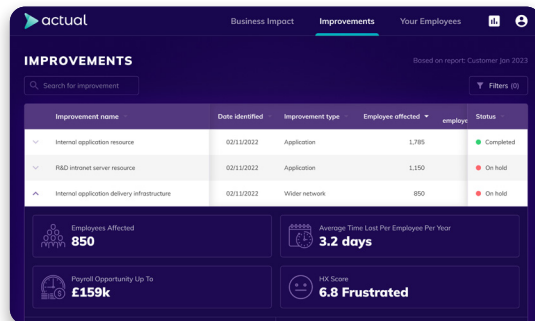 actual
Business Impact Improvements Your Employees
IMPROVEMENTS
Based on report: Customer Jan 2023
Search for improvement
Filters (0)
Improvement name Date identified Improvement type Employee affected employe Status
Internal application resource 02/11/2022 Application 1,785 Completed
R&D intranet server resource 02/11/2022 Application 1,150 On hold
Internal application delivery infrastructure 02/11/2022 Wider network 850 On hold
Employees Affected
850
Average Time Lost Per Employee Per Year
3.2 days
Payroll Opportunity Up To
£159k
HX Score
6.8 Frustrated